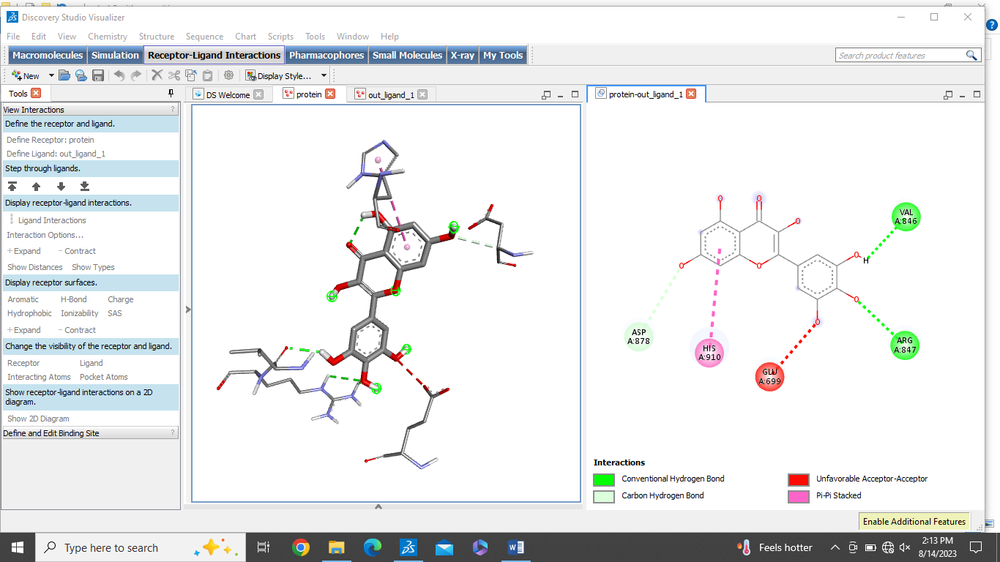 Discovery Studio Visualizer
File Edit View Chemistry Structure Sequence Chart Scripts Tools Window Help
Macromolecules Simulation Receptor-Ligand Interactions Pharmacophores Small Molecules X-ray My Tools
Search product features
New Display Style...
Tools
DS Welcome protein out_ligand_1
protein-out_ligand_1
View Interactions ?
Define the receptor and ligand.
Define Receptor: protein
Define Ligand: out_ligand_1
Step through ligands.
Display receptor-ligand interactions.
Ligand Interactions
Interaction Options...
+Expand -Contract
Show Distances Show Types
Display receptor surfaces.
Aromatic H-Bond Charge
Hydrophobic Ionizability SAS
+Expand -Contract
Change the visibility of the receptor and ligand.
Receptor Ligand
Interacting Atoms Pocket Atoms
Show receptor-ligand interactions on a 2D
diagram.
Show 2D Diagram
Define and Edit Binding Site ?
O O
O
VAL
A:846
O H
O O
O
O
ASP
A:878
HIS
A:910
ARG
A:847
GLU
A:699
Interactions
Conventional Hydrogen Bond
Carbon Hydrogen Bond
Unfavorable Acceptor-Acceptor
Pi-Pi Stacked
Enable Additional Features
Type here to search
Feels hotter
2:13 PM
8/14/2023